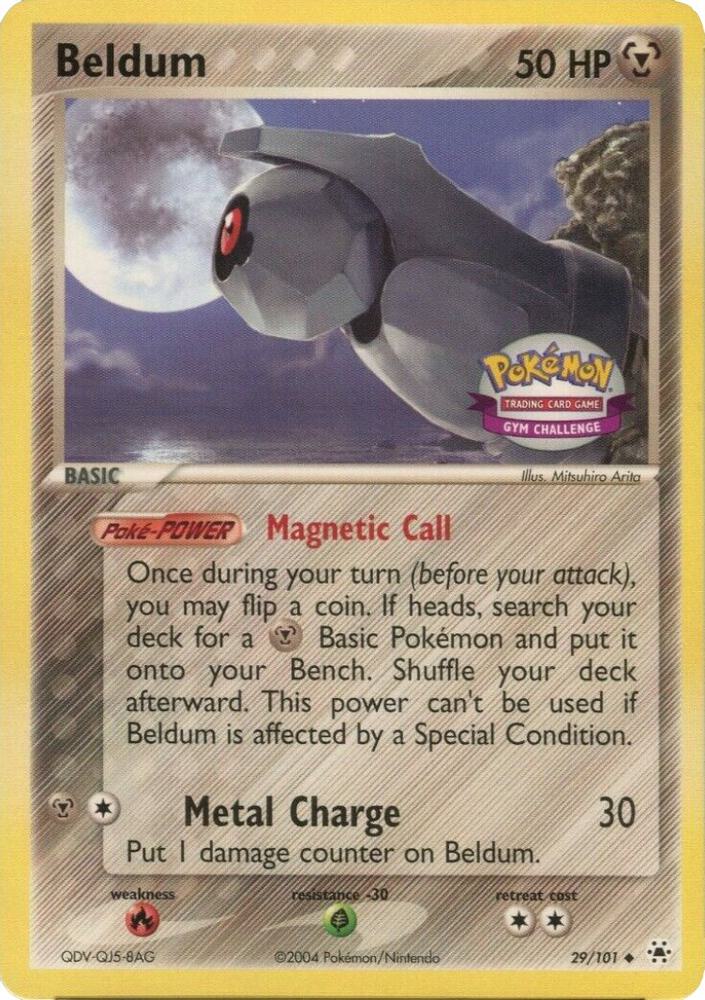 Beldum
50 HP
POKéMON
TRADING CARD GAME
GYM CHALLENGE
BASIC
Illus. Mitsuhiro Arita
Poké-POWER Magnetic Call
Once during your turn (before your attack),
you may flip a coin. If heads, search your
deck for a Basic Pokémon and put it
onto your Bench. Shuffle your deck
afterward. This power can't be used if
Beldum is affected by a Special Condition.
Metal Charge 30
Put 1 damage counter on Beldum.
weakness resistance -30 retreat cost
QDV-QJ5-8AG ©2004 Pokémon/Nintendo 29/101